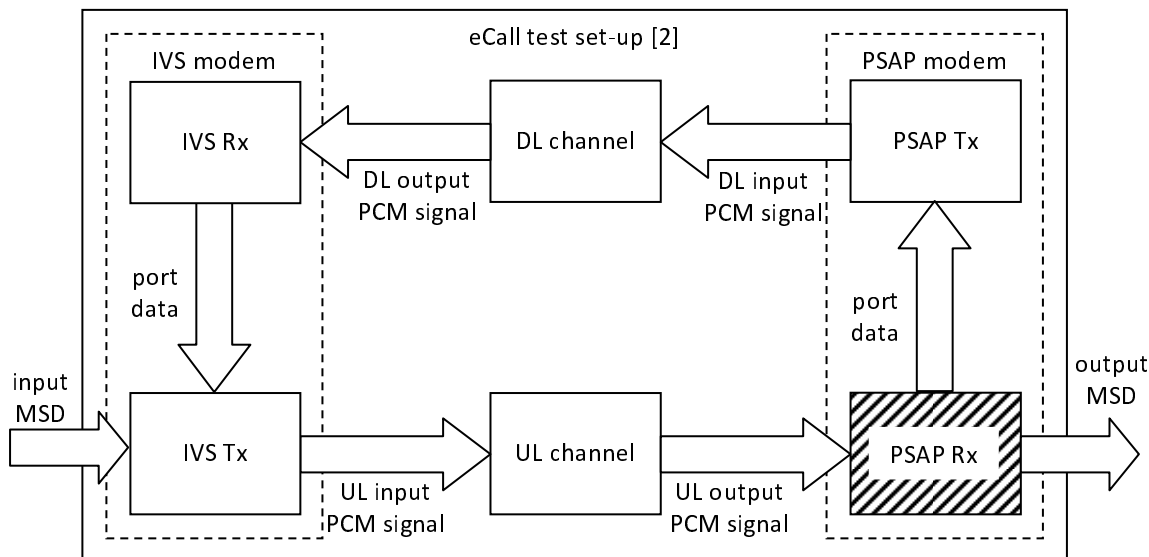 eCall test set-up [2]
IVS modem
PSAP modem
IVS Rx
DL channel
PSAP Tx
DL output
PCM signal
DL input
PCM signal
port
data
port
data
input
MSD
output
MSD
IVS Tx
UL channel
PSAP Rx
UL input
PCM signal
UL output
PCM signal